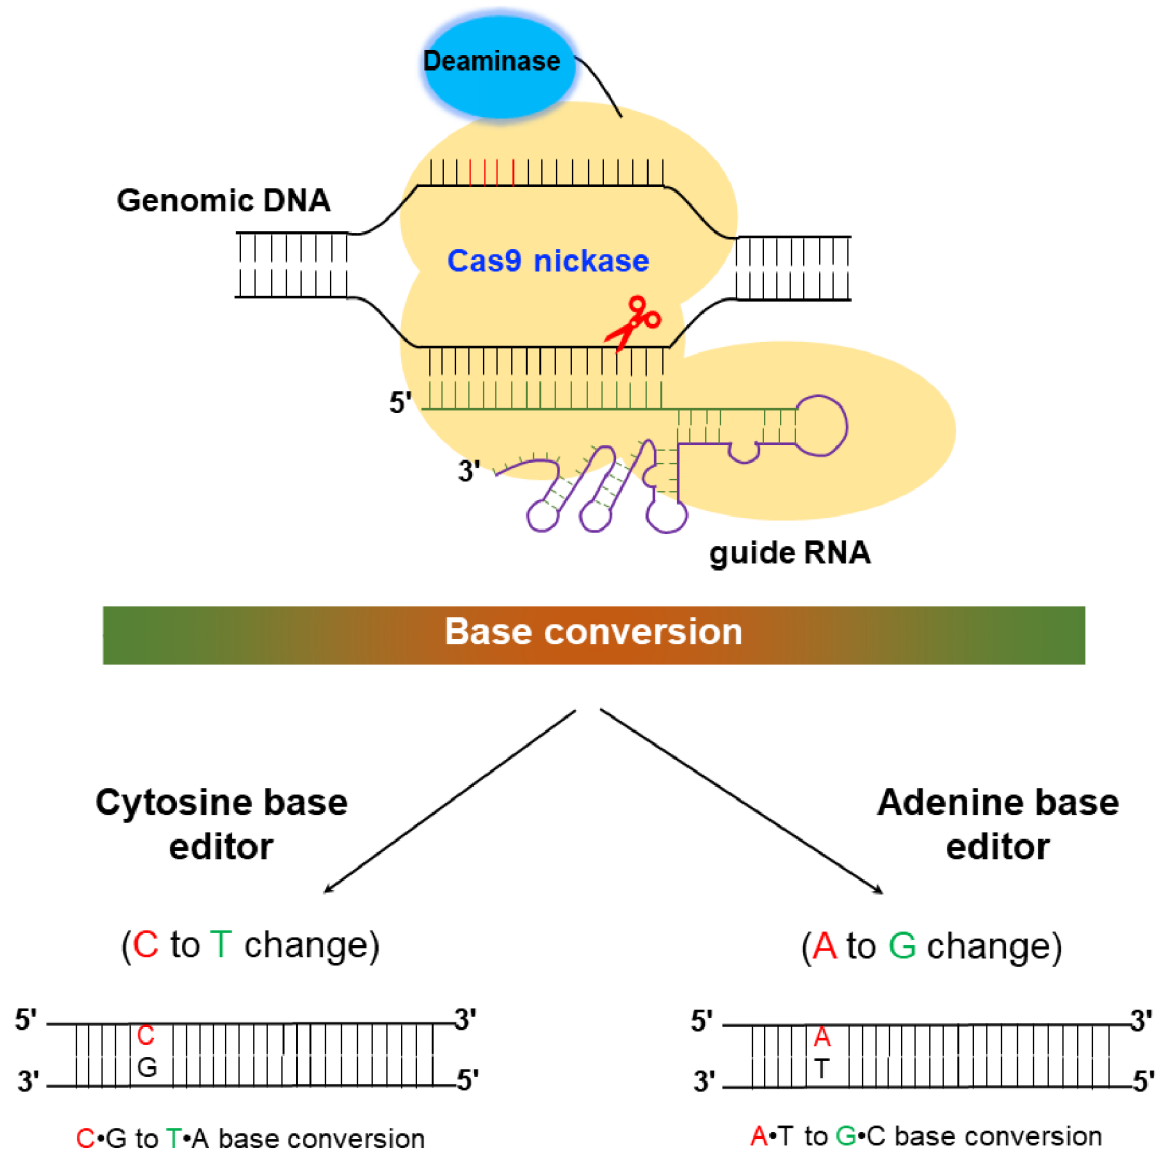 Deaminase
Genomic DNA
Cas9 nickase
5'
3'
guide RNA
Base conversion
Cytosine base
editor
Adenine base
editor
(C to T change)
(A to G change)
5' 3'
C
G
3' 5'
5' 3'
A
T
3' 5'
C•G to T•A base conversion
A•T to G•C base conversion